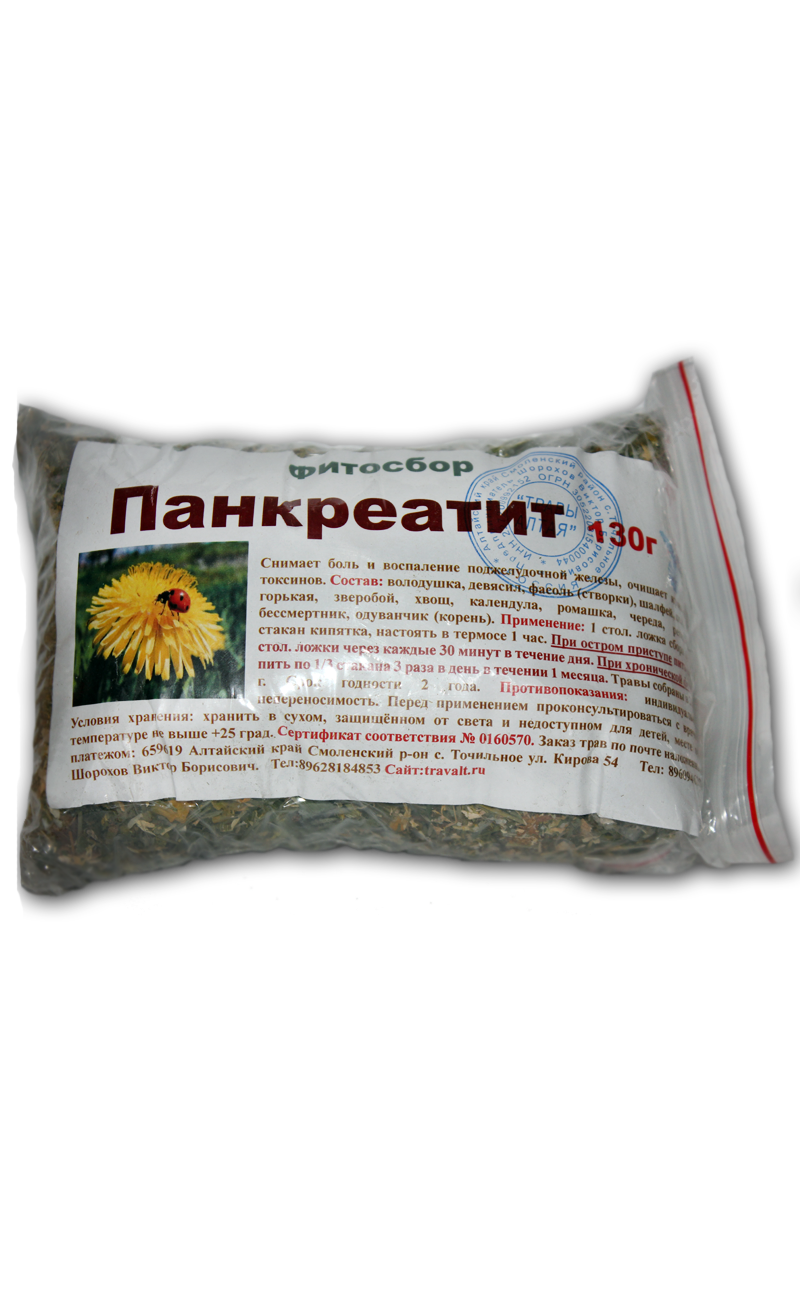 фитосбор
Панкреатит 130г
"ТРАВЫ
Снимает боль и воспаление поджелудочной железы, очищает
токсинов. Состав: володушка, девясил, фасоль (створки), шалфей,
горькая, зверобой, хвощ, календула, ромашка, череда,
бессмертник, одуванчик (корень). Применение: 1 стол. ложка
стакан кипятка, настоять в термосе 1 час. При остром приступе
стол. ложки через каждые 30 минут в течение дня. При хронической
пить по 1/3 стакана 3 раза в день в течении 1 месяца. Травы собраны
г. Срок годности 2 года. Противопоказания: индивидуальная
непереносимость. Перед применением проконсультироваться с
Условия хранения: хранить в сухом, защищённом от света и недоступном для детей, месте
температуре не выше +25 град. Сертификат соответствия № 0160570. Заказ трав по почте
платежом: 659619 Алтайский край Смоленский р-он с. Точильное ул. Кирова 54 Тел:
Шорохов Виктор Борисович. Тел:89628184853 Сайт:travalt.ru